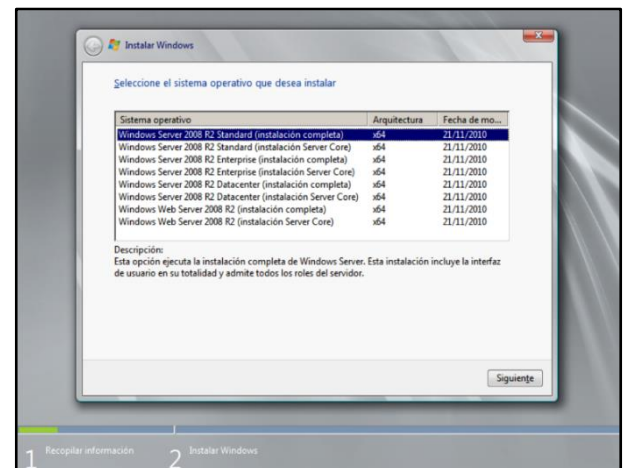 Instalar Windows
Seleccione el sistema operativo que desea instalar
Sistema operativo Arquitectura Fecha de mo...
Windows Server 2008 R2 Standard (instalación completa) x64 21/11/2010
Windows Server 2008 R2 Standard (instalación Server Core) x64 21/11/2010
Windows Server 2008 R2 Enterprise (instalación completa) x64 21/11/2010
Windows Server 2008 R2 Enterprise (instalación Server Core) x64 21/11/2010
Windows Server 2008 R2 Datacenter (instalación completa) x64 21/11/2010
Windows Server 2008 R2 Datacenter (instalación Server Core) x64 21/11/2010
Windows Web Server 2008 R2 (instalación completa) x64 21/11/2010
Windows Web Server 2008 R2 (instalación Server Core) x64 21/11/2010
Descripción:
Esta opción ejecuta la instalación completa de Windows Server. Esta instalación incluye la interfaz
de usuario en su totalidad y admite todos los roles del servidor.
Siguiente
1 Recopilar información 2 Instalar Windows